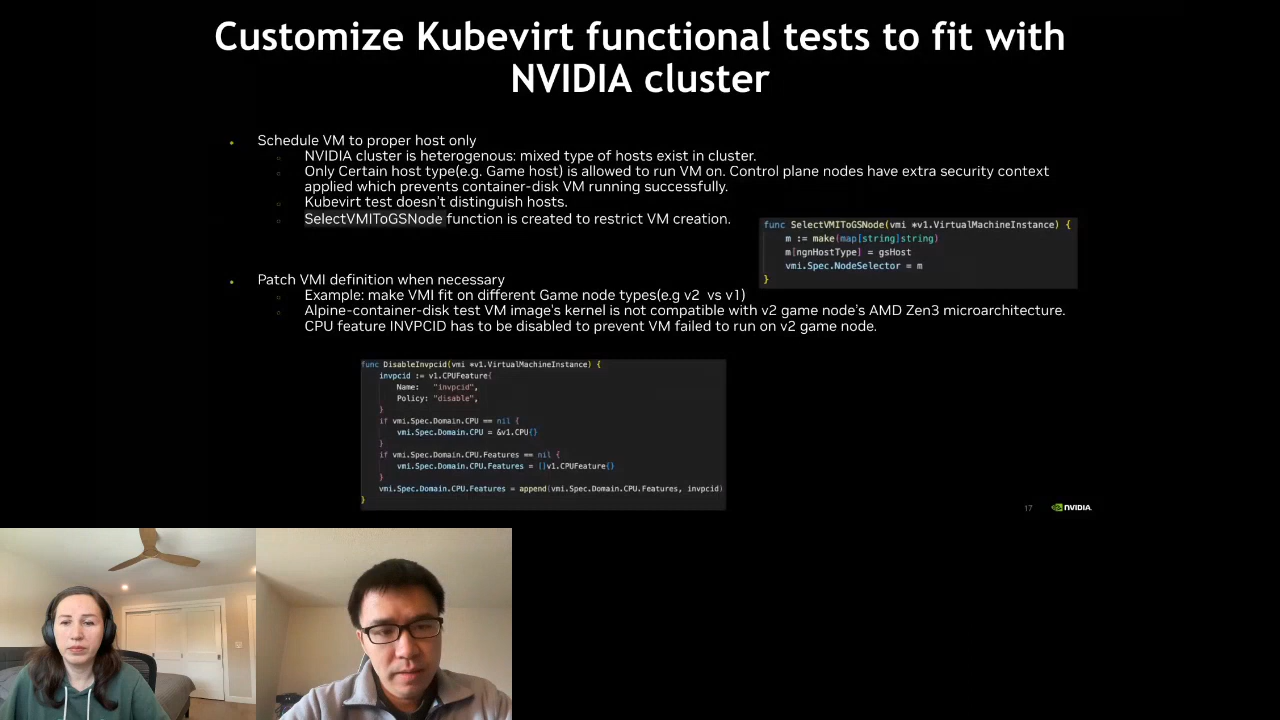 Customize Kubevirt functional tests to fit with
NVIDIA cluster
Schedule VM to proper host only
NVIDIA cluster is heterogenous: mixed type of hosts exist in cluster.
Only Certain host type(e.g. Game host) is allowed to run VM on. Control plane nodes have extra security context
applied which prevents container-disk VM running successfully.
Kubevirt test doesn't distinguish hosts.
SelectVMIToGSNode function is created to restrict VM creation.
func SelectVMIToGSNode(vmi *v1.VirtualMachineInstance) {
m := make(map[string]string)
m[ngnHostType] = gsHost
vmi.Spec.NodeSelector = m
}
Patch VMI definition when necessary
Example: make VMI fit on different Game node types(e.g v2 vs v1)
Alpine-container-disk test VM image's kernel is not compatible with v2 game node's AMD Zen3 microarchitecture.
CPU feature INVPCID has to be disabled to prevent VM failed to run on v2 game node.
func DisableInvpcid(vmi *v1.VirtualMachineInstance) {
invpcid := v1.CPUFeature{
Name: "invpcid",
Policy: "disable",
}
if vmi.Spec.Domain.CPU == nil {
vmi.Spec.Domain.CPU = &v1.CPU{}
}
if vmi.Spec.Domain.CPU.Features == nil {
vmi.Spec.Domain.CPU.Features = []v1.CPUFeature{}
}
vmi.Spec.Domain.CPU.Features = append(vmi.Spec.Domain.CPU.Features, invpcid)
}
17 NVIDIA.